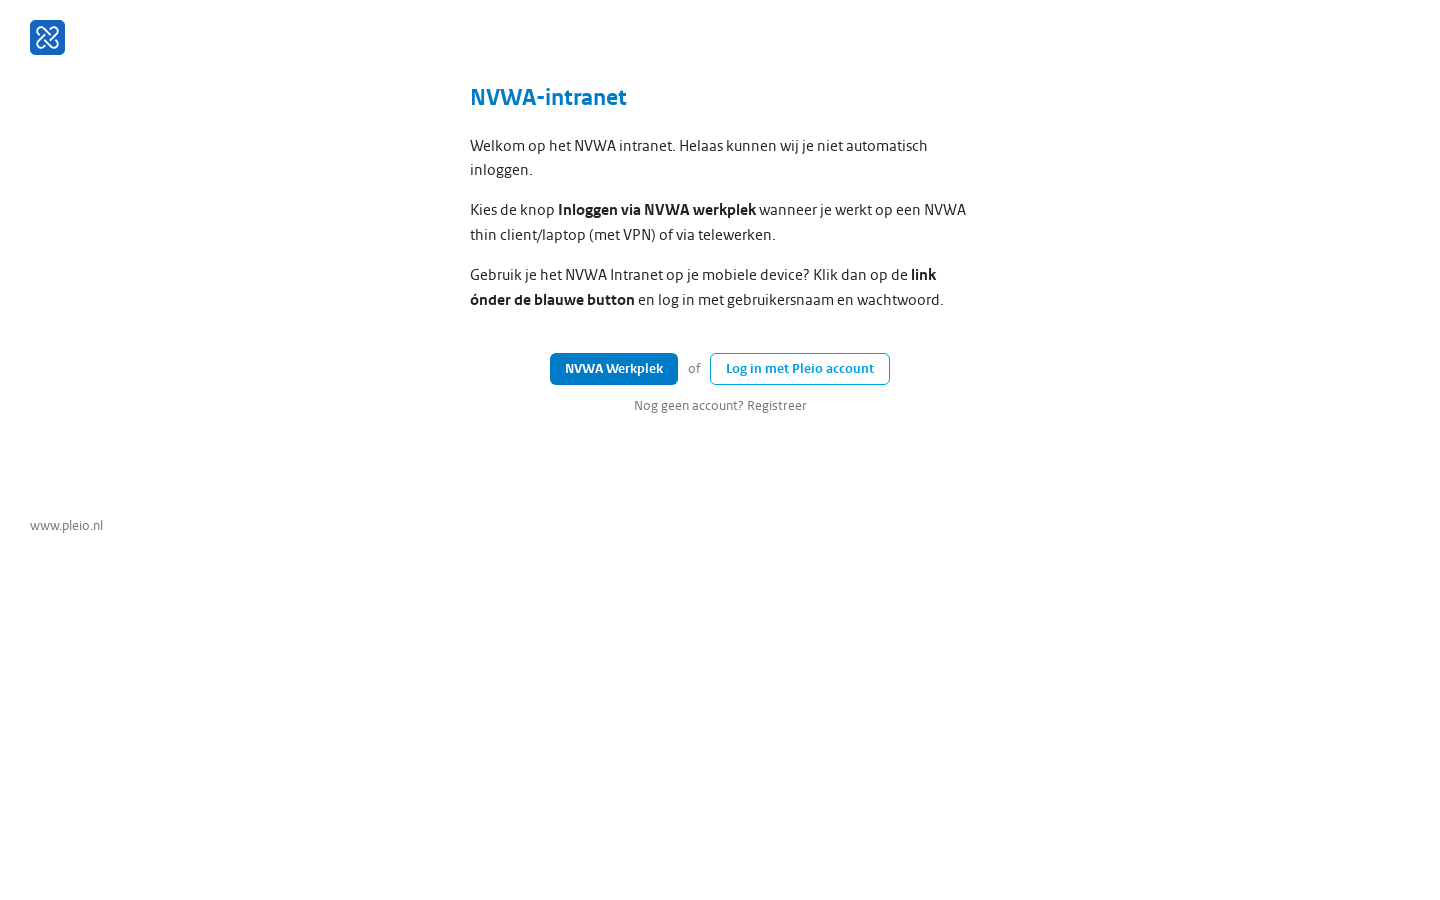 NVWA-intranet
Welkom op het NVWA intranet. Helaas kunnen wij je niet automatisch
inloggen.
Kies de knop Inloggen via NVWA werkplek wanneer je werkt op een NVWA
thin client/laptop (met VPN) of via telewerken.
Gebruik je het NVWA Intranet op je mobiele device? Klik dan op de link
ónder de blauwe button en log in met gebruikersnaam en wachtwoord.
NVWA Werkplek of Log in met Pleio account
Nog geen account? Registreer
www.pleio.nl